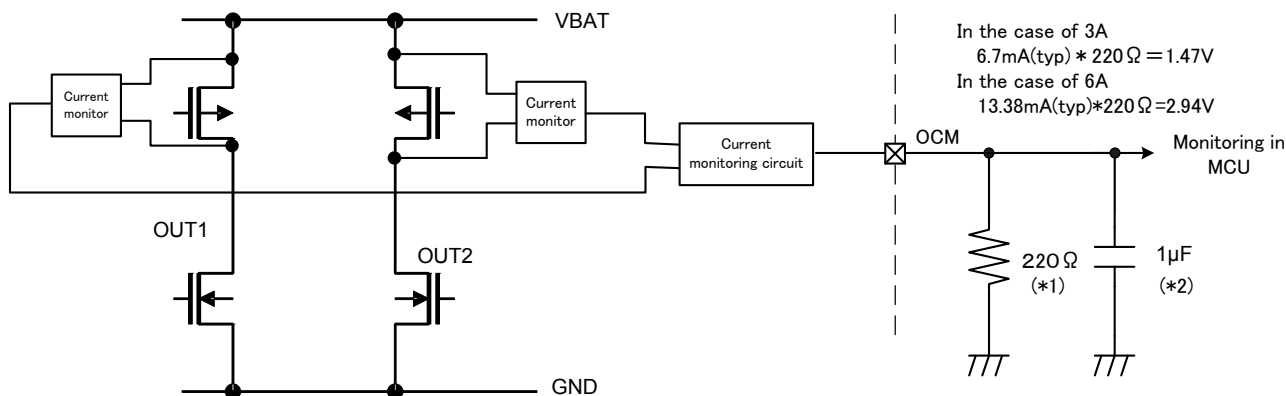 VBAT
In the case of 3A
6.7mA(typ)*220Ω=1.47V
In the case of 6A
13.38mA(typ)*220Ω=2.94V
Current
monitor
Current
monitor
Current
monitoring circuit
OCM
Monitoring in
MCU
OUT1
OUT2
220Ω
(*1)
1µF
(*2)
GND